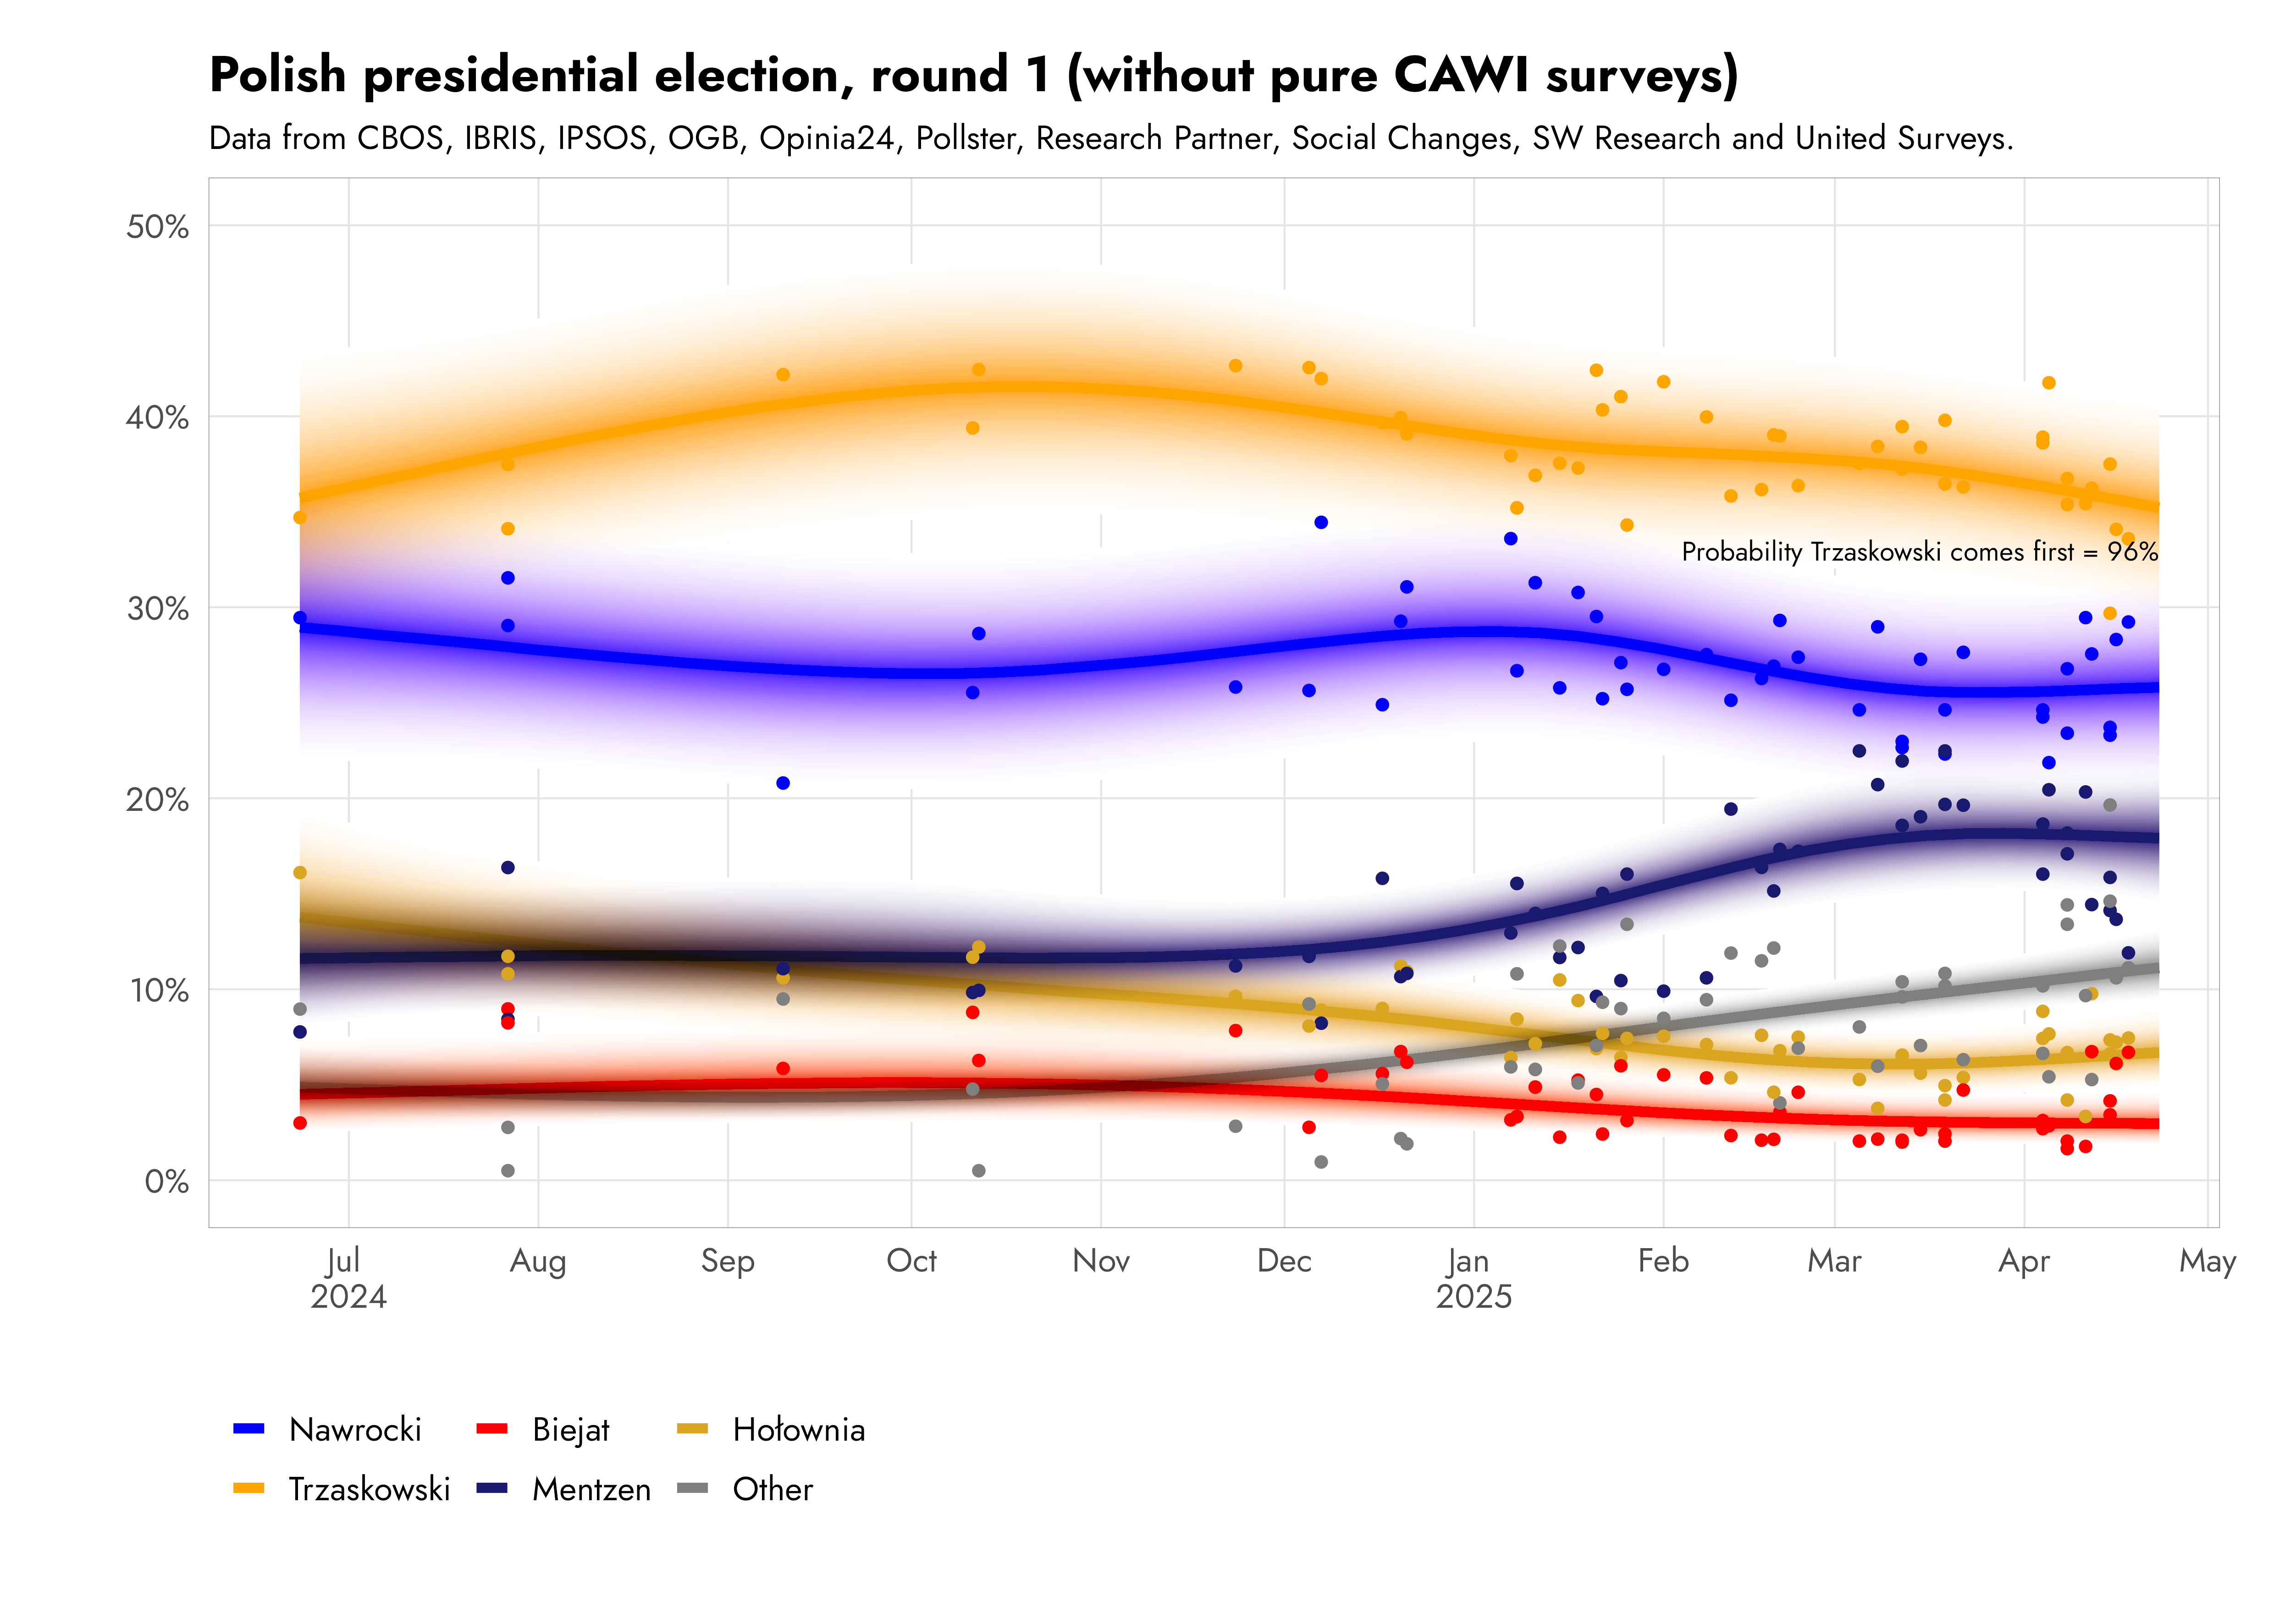 Polish presidential election, round 1 (without pure CAWI surveys)
Data from CBOS, IBRIS, IPSOS, OGB, Opinia24, Pollster, Research Partner, Social Changes, SW Research and United Surveys.
50%
40%
30%
20%
10%
0%
Probability Trzaskowski comes first = 96%
Jul Aug Sep Oct Nov Dec Jan Feb Mar Apr May
2024 2025
Nawrocki Biejat Hołownia
Trzaskowski Mentzen Other